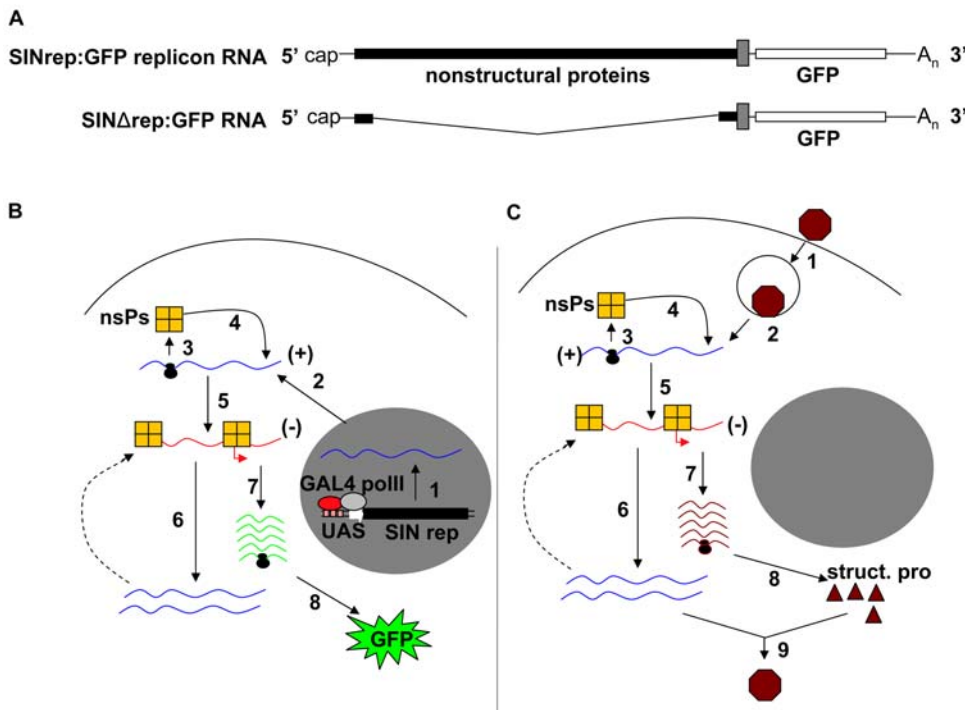 A
SINrep:GFP replicon RNA 5' cap Aₙ 3'
nonstructural proteins GFP
SINΔrep:GFP RNA 5' cap Aₙ 3'
GFP
B
nsPs
4
3
(+)
2
5
(-)
GAL4 polII
1
7
6
UAS SIN rep
8
GFP
C
1
nsPs
4
2
3
(+)
5
(-)
7
6
8
struct. pro
9